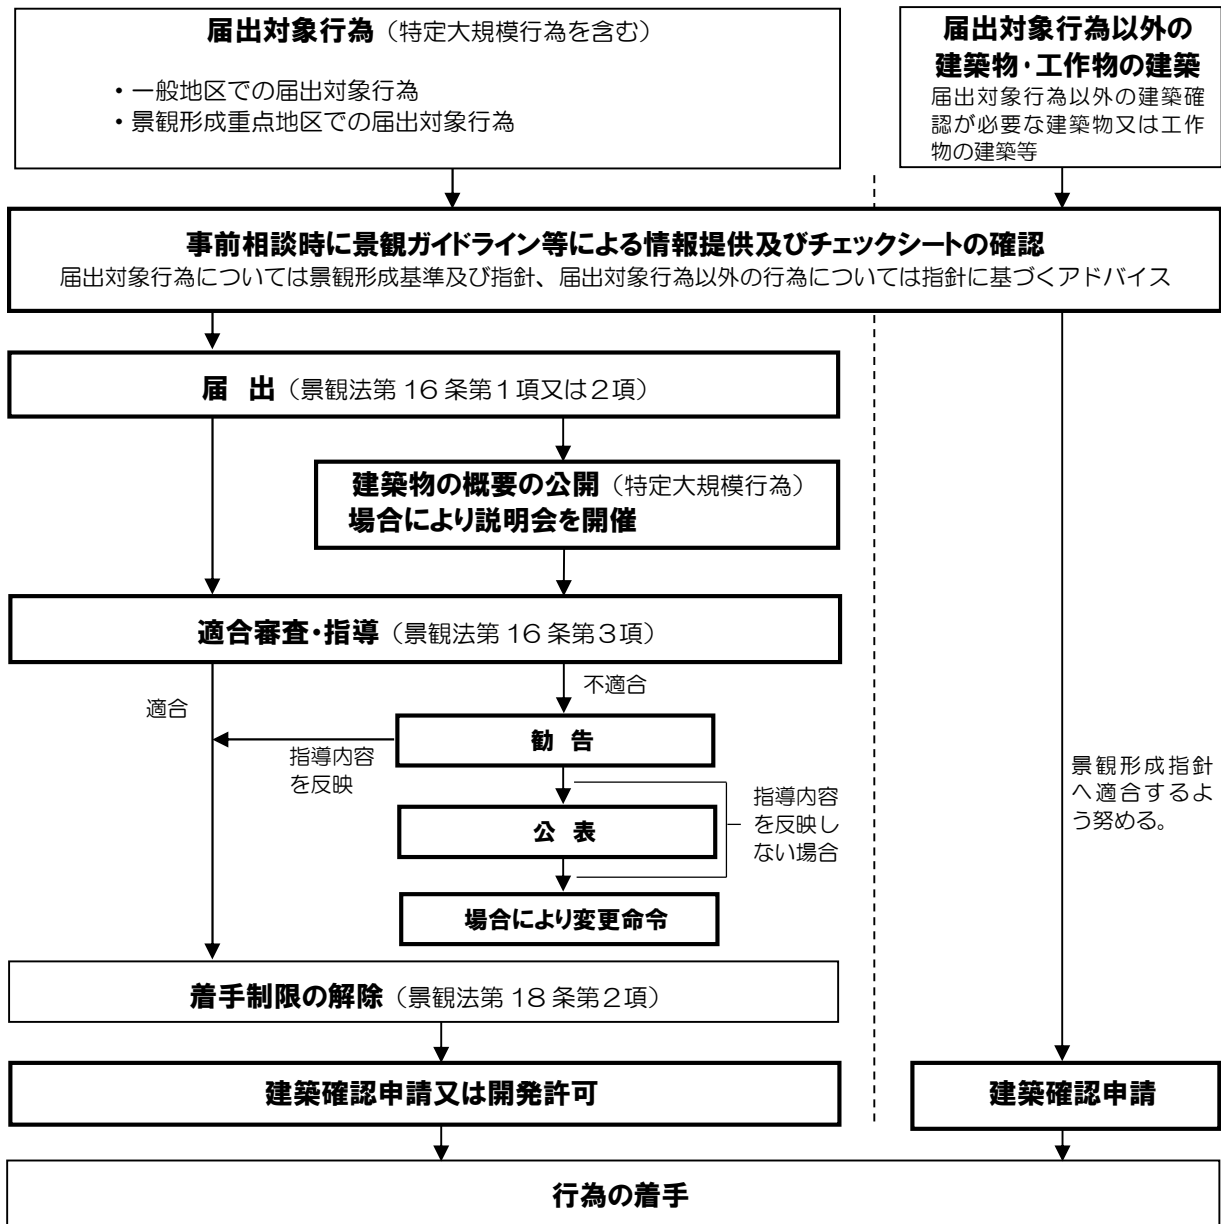 届出対象行為（特定大規模行為を含む）
・一般地区での届出対象行為
・景観形成重点地区での届出対象行為
届出対象行為以外の
建築物・工作物の建築
届出対象行為以外の建築確
認が必要な建築物又は工作
物の建築等
事前相談時に景観ガイドライン等による情報提供及びチェックシートの確認
届出対象行為については景観形成基準及び指針、届出対象行為以外の行為については指針に基づくアドバイス
届 出（景観法第 16 条第１項又は２項）
建築物の概要の公開（特定大規模行為）
場合により説明会を開催
適合審査・指導（景観法第 16 条第３項）
適合
不適合
勧 告
指導内容
を反映
公 表
指導内容
を反映し
ない場合
場合により変更命令
景観形成指針
へ適合するよ
う努める。
着手制限の解除（景観法第 18 条第２項）
建築確認申請又は開発許可
建築確認申請
行為の着手